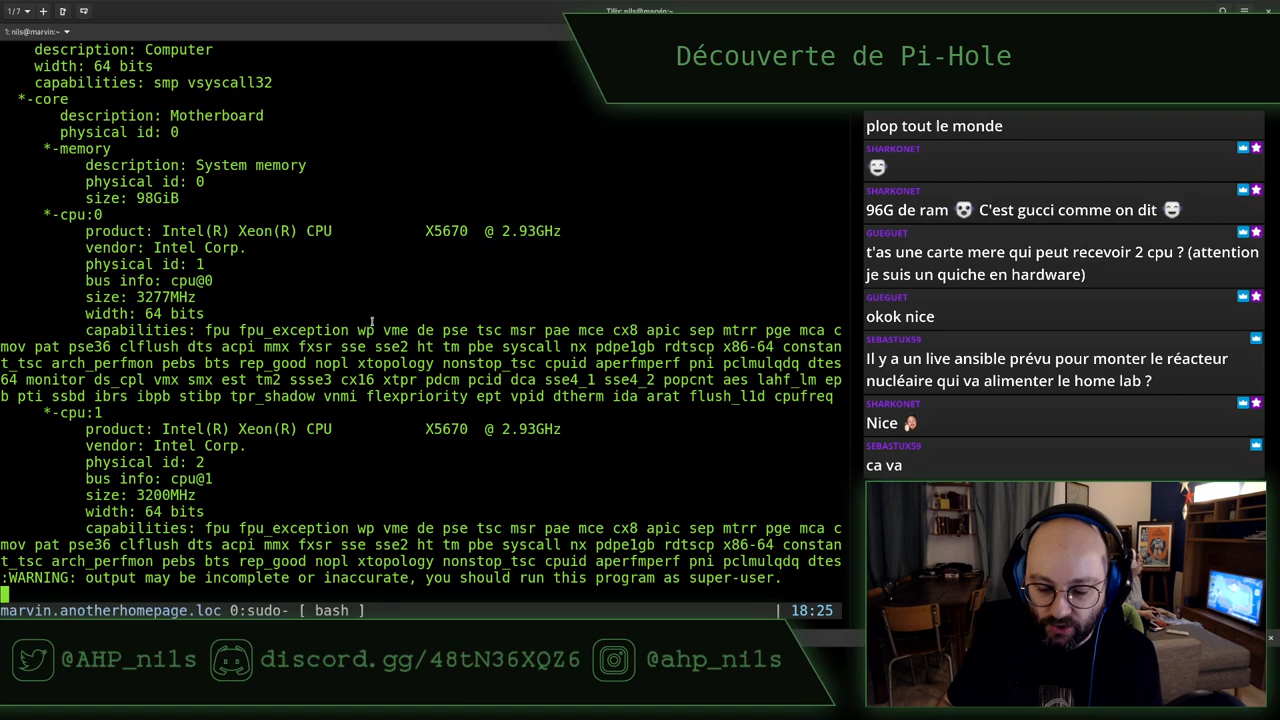 1/7
Tilix: nils@marvin:~
1: nils@marvin:~
description: Computer
width: 64 bits
capabilities: smp vsyscall32
*-core
description: Motherboard
physical id: 0
*-memory
description: System memory
physical id: 0
size: 98GiB
*-cpu:0
product: Intel(R) Xeon(R) CPU X5670 @ 2.93GHz
vendor: Intel Corp.
physical id: 1
bus info: cpu@0
size: 3277MHz
width: 64 bits
capabilities: fpu fpu_exception wp vme de pse tsc msr pae mce cx8 apic sep mtrr pge mca c
mov pat pse36 clflush dts acpi mmx fxsr sse sse2 ht tm pbe syscall nx pdpe1gb rdtscp x86-64 constan
t_tsc arch_perfmon pebs bts rep_good nopl xtopology nonstop_tsc cpuid aperfmperf pni pclmulqdq dtes
64 monitor ds_cpl vmx smx est tm2 ssse3 cx16 xtpr pdcm pcid dca sse4_1 sse4_2 popcnt aes lahf_lm ep
b pti ssbd ibrs ibpb stibp tpr_shadow vnmi flexpriority ept vpid dtherm ida arat flush_l1d cpufreq
*-cpu:1
product: Intel(R) Xeon(R) CPU X5670 @ 2.93GHz
vendor: Intel Corp.
physical id: 2
bus info: cpu@1
size: 3200MHz
width: 64 bits
capabilities: fpu fpu_exception wp vme de pse tsc msr pae mce cx8 apic sep mtrr pge mca c
mov pat pse36 clflush dts acpi mmx fxsr sse sse2 ht tm pbe syscall nx pdpe1gb rdtscp x86-64 constan
t_tsc arch_perfmon pebs bts rep_good nopl xtopology nonstop_tsc cpuid aperfmperf pni pclmulqdq dtes
:WARNING: output may be incomplete or inaccurate, you should run this program as super-user.
marvin.anotherhomepage.loc 0:sudo- [ bash ] | 18:25
Découverte de Pi-Hole
plop tout le monde
SHARKONET
SHARKONET
96G de ram C'est gucci comme on dit
GUEGUET
t'as une carte mere qui peut recevoir 2 cpu ? (attention
je suis un quiche en hardware)
GUEGUET
okok nice
SEBASTUX59
Il y a un live ansible prévu pour monter le réacteur
nucléaire qui va alimenter le home lab ?
SHARKONET
Nice
SEBASTUX59
ca va
@AHP_nils discord.gg/48tN36XQZ6 @ahp_nils